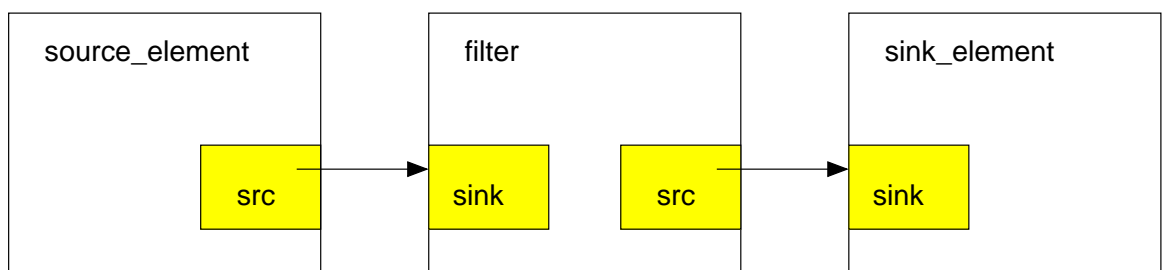 source_element
filter
sink_element
src
sink
src
sink